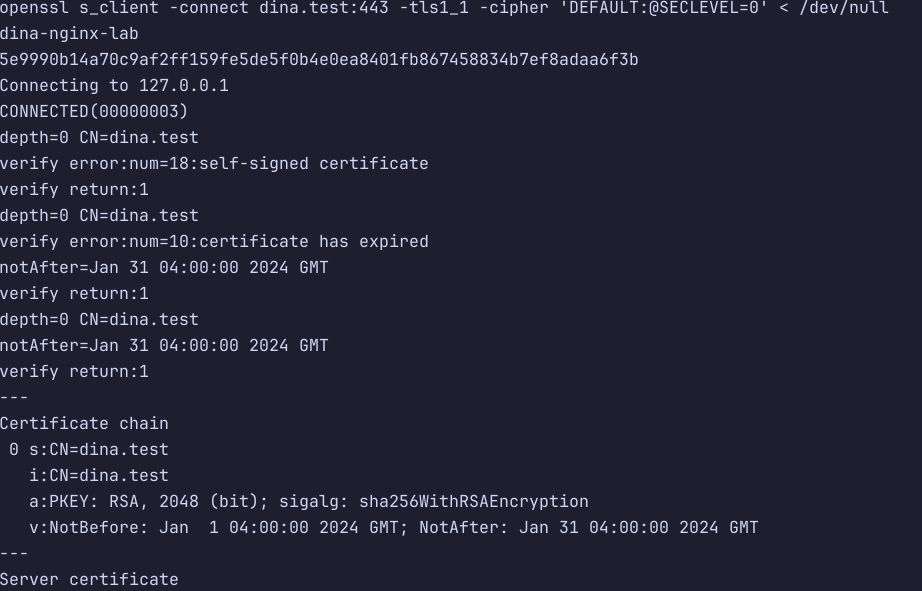 openssl s_client -connect dina.test:443 -tls1_1 -cipher 'DEFAULT:@SECLEVEL=0' < /dev/null
dina-nginx-lab
5e9990b14a70c9af2ff159fe5de5f0b4e0ea8401fb867458834b7ef8adaa6f3b
Connecting to 127.0.0.1
CONNECTED(00000003)
depth=0 CN=dina.test
verify error:num=18:self-signed certificate
verify return:1
depth=0 CN=dina.test
verify error:num=10:certificate has expired
notAfter=Jan 31 04:00:00 2024 GMT
verify return:1
depth=0 CN=dina.test
notAfter=Jan 31 04:00:00 2024 GMT
verify return:1
---
Certificate chain
 0 s:CN=dina.test
   i:CN=dina.test
   a:PKEY: RSA, 2048 (bit); sigalg: sha256WithRSAEncryption
   v:NotBefore: Jan  1 04:00:00 2024 GMT; NotAfter: Jan 31 04:00:00 2024 GMT
---
Server certificate